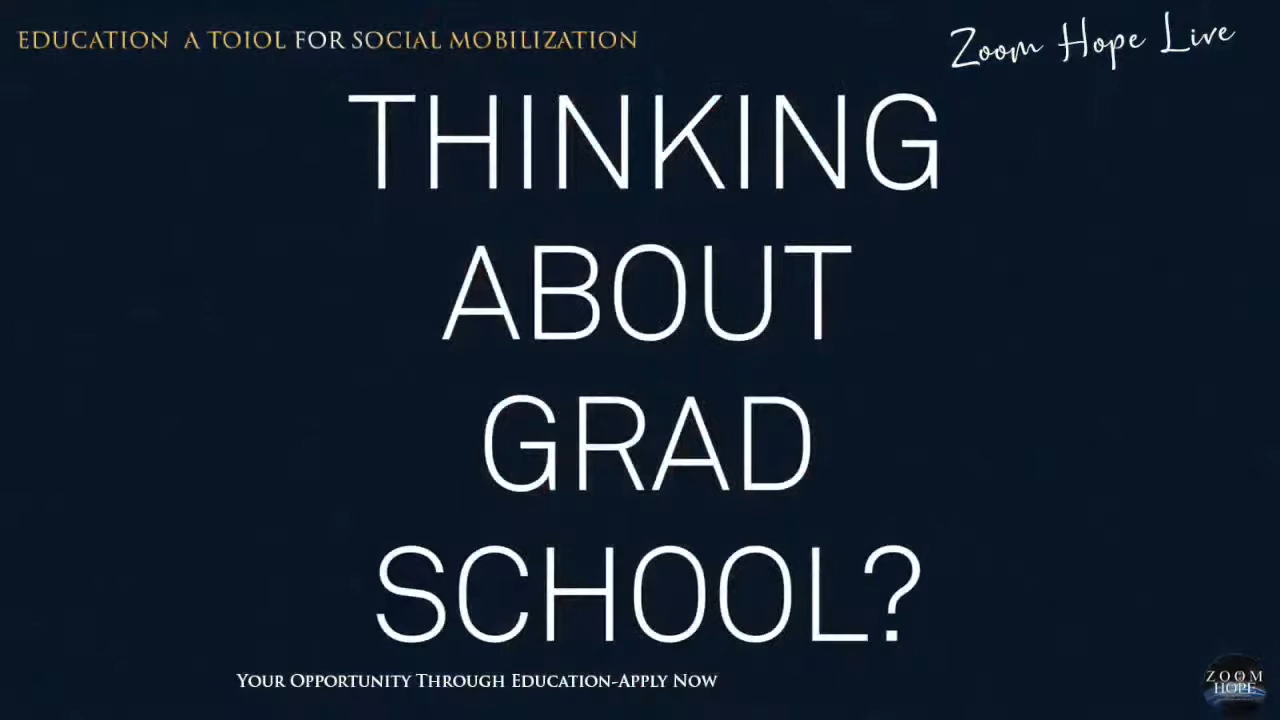 EDUCATION A TOIOL FOR SOCIAL MOBILIZATION
Zoom Hope Live
THINKING
ABOUT
GRAD
SCHOOL?
YOUR OPPORTUNITY THROUGH EDUCATION-APPLY NOW
ZOOM
HOPE